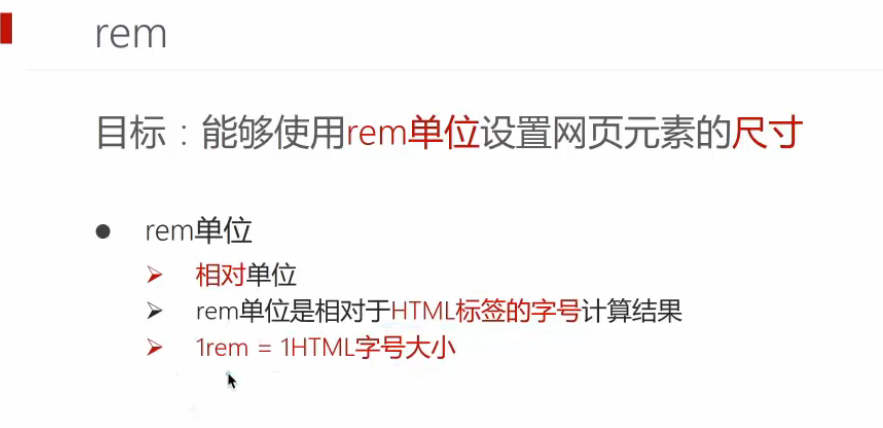 rem
目标：能够使用rem单位设置网页元素的尺寸
rem单位
相对单位
rem单位是相对于HTML标签的字号计算结果
1rem = 1HTML字号大小